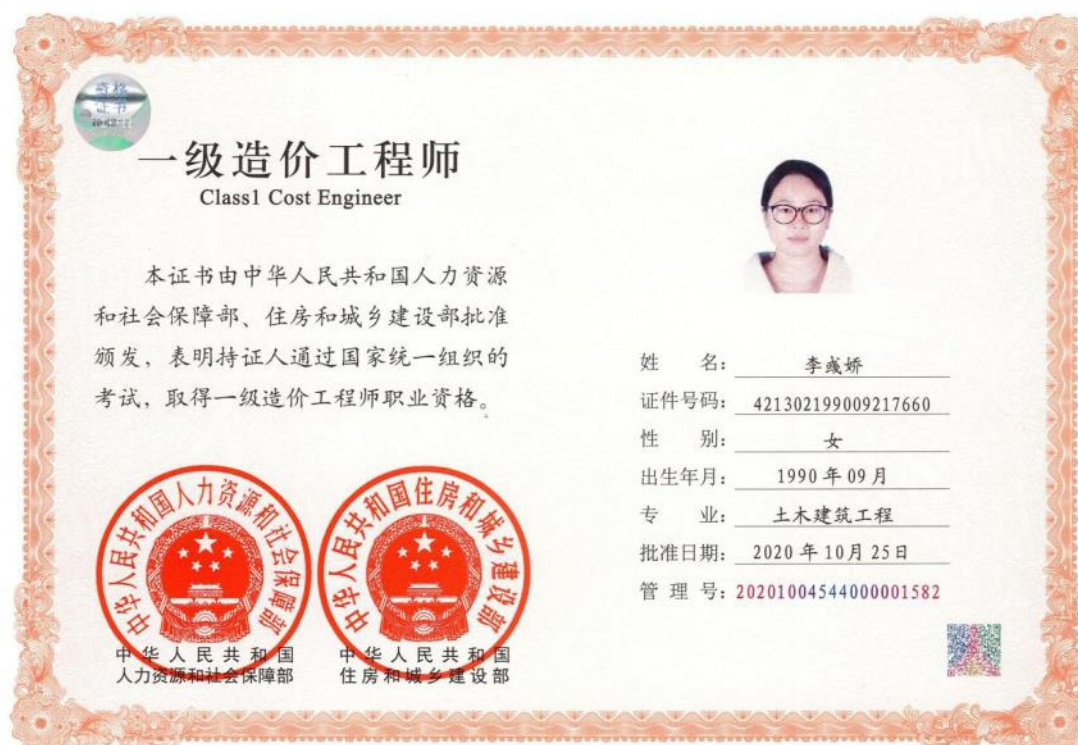 资格
证书
一级造价工程师
Class1 Cost Engineer
本证书由中华人民共和国人力资源
和社会保障部、住房和城乡建设部批准
颁发，表明持证人通过国家统一组织的
考试，取得一级造价工程师职业资格。
中华人民共和国人力资源和社会保障部
中华人民共和国住房和城乡建设部
中华人民共和国
人力资源和社会保障部
中华人民共和国
住房和城乡建设部
姓 名： 李彧娇
证件号码： 421302199009217660
性 别： 女
出生年月： 1990年09月
专 业： 土木建筑工程
批准日期： 2020年10月25日
管 理 号： 20201004544000001582